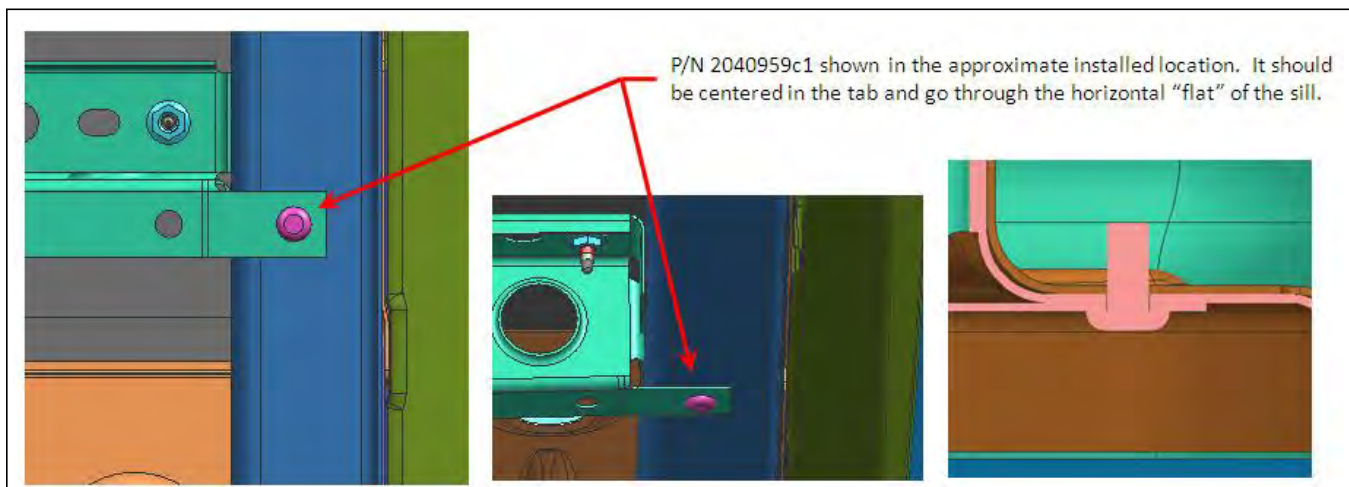 P/N 2040959c1 shown in the approximate installed location. It should
be centered in the tab and go through the horizontal “flat” of the sill.